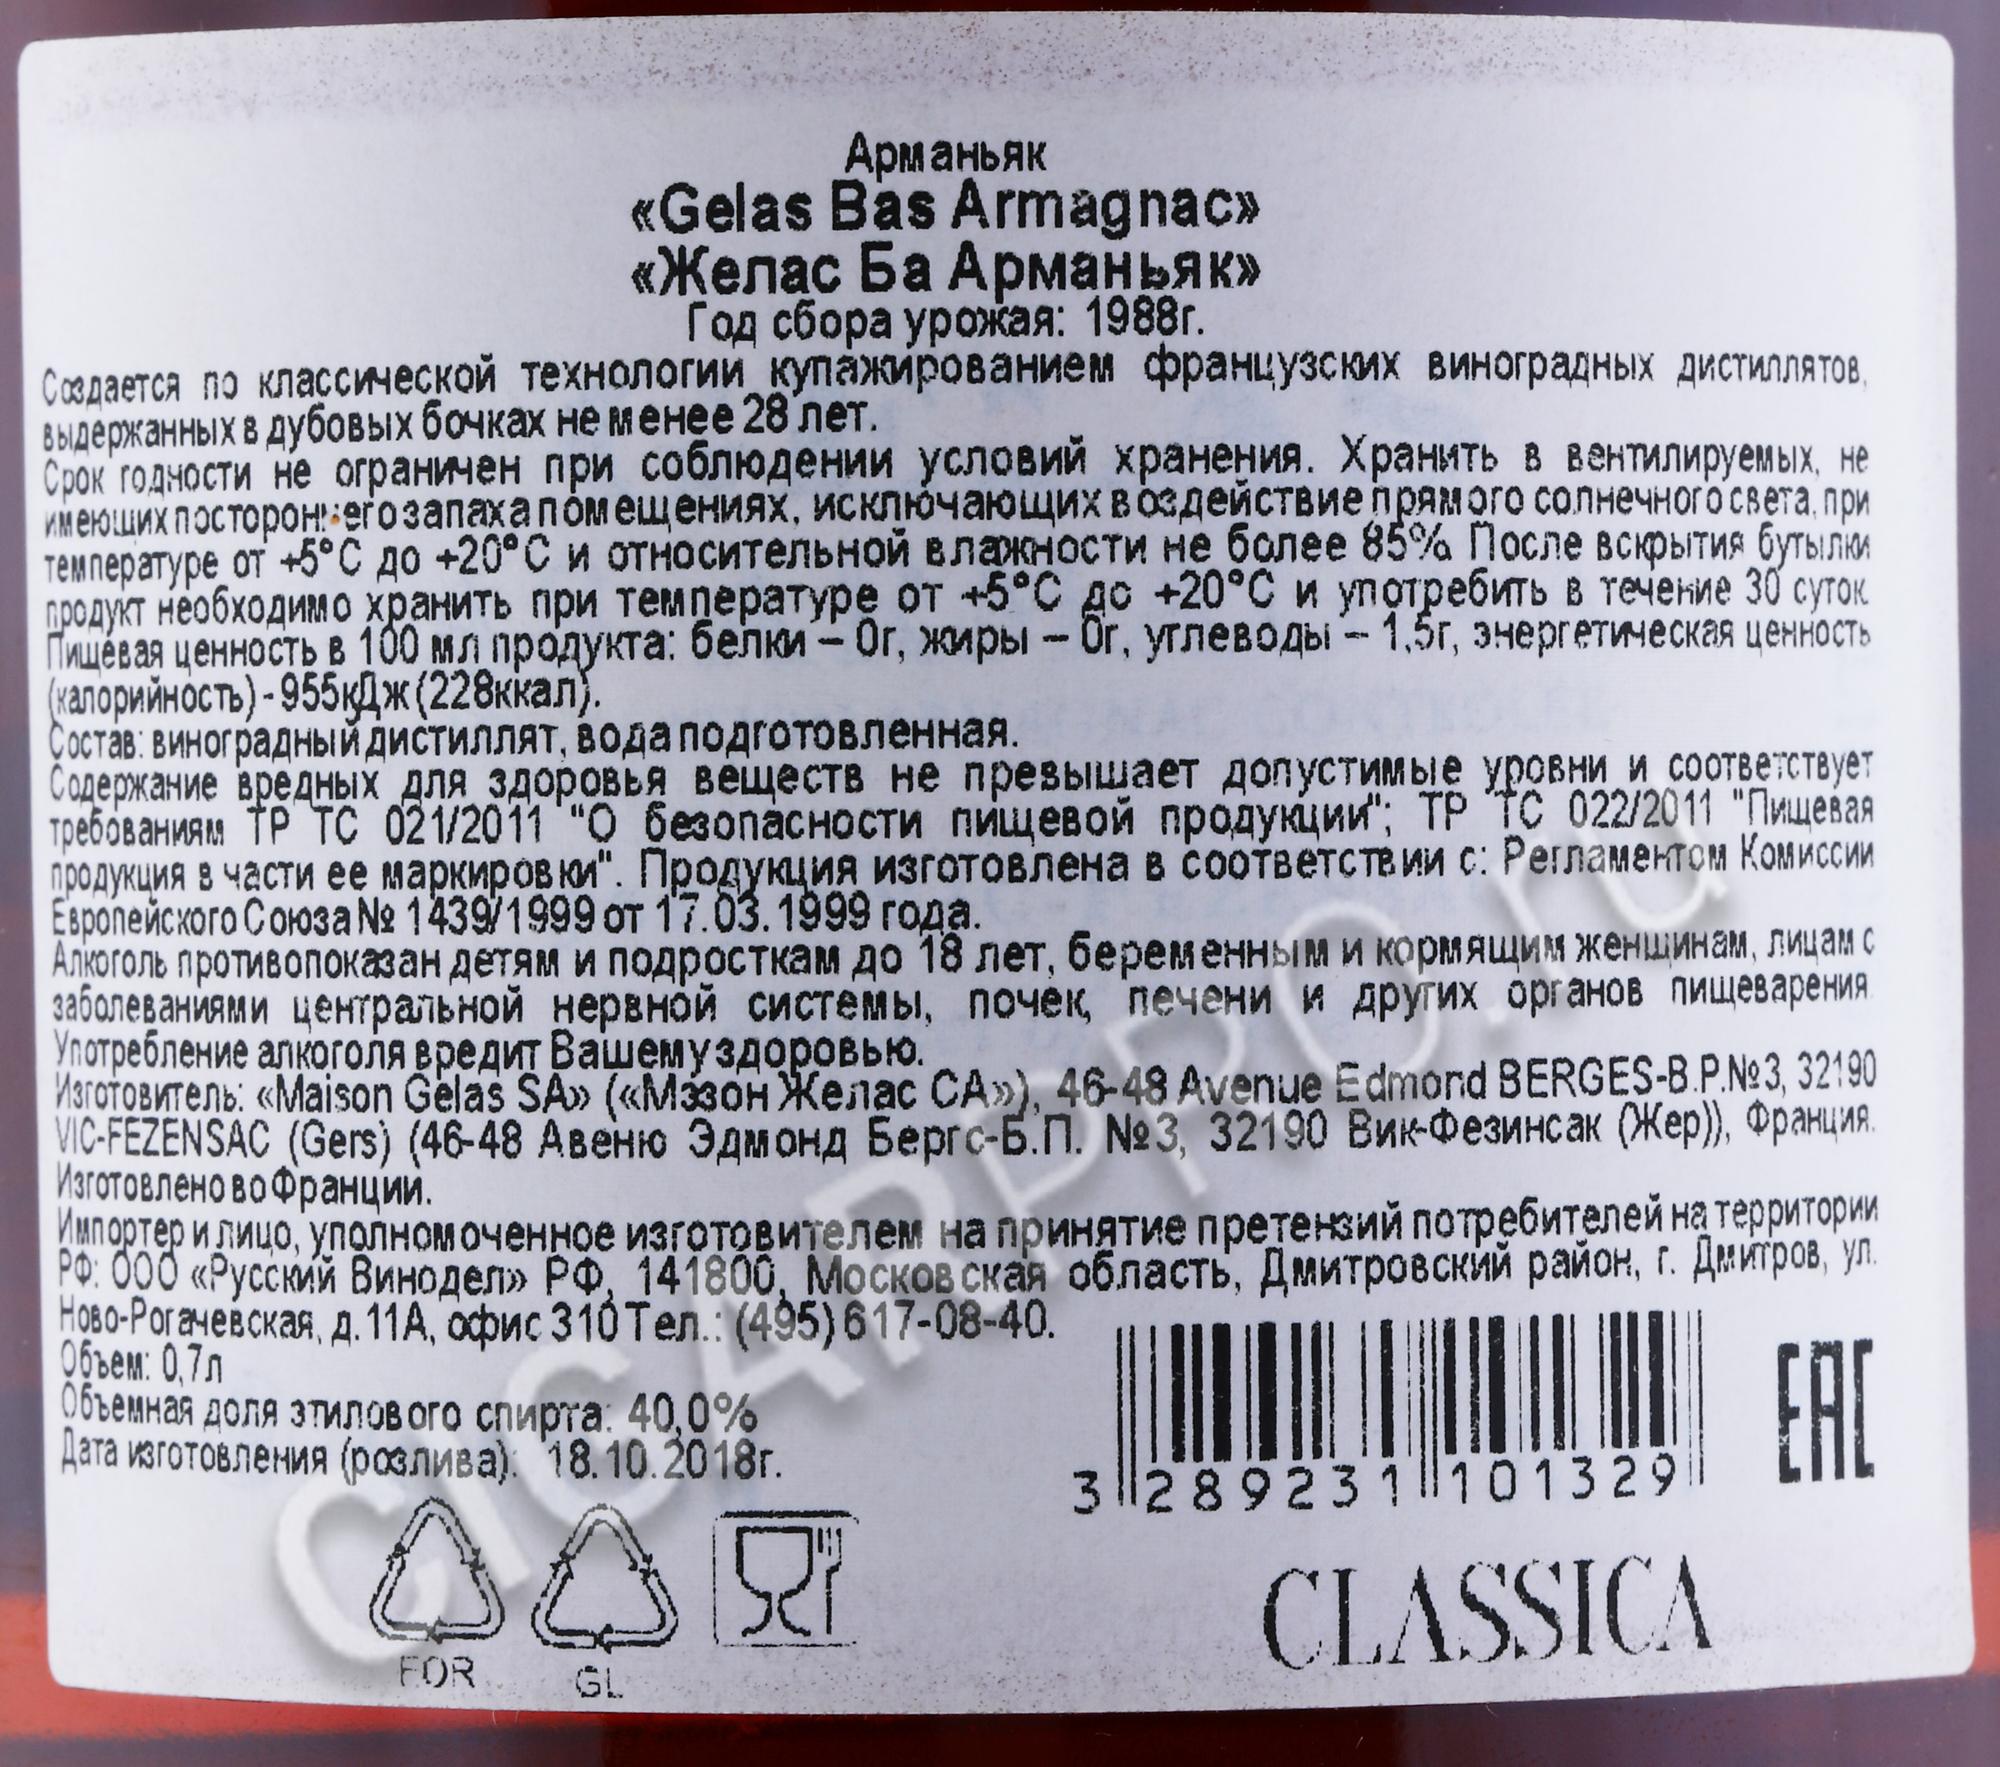 Арманьяк
«Gelas Bas Armagnac»
«Желас Ба Арманьяк»
Год сбора урожая: 1988г.
Создается по классической технологии купажированием французских виноградных дистиллятов,
выдержанных в дубовых бочках не менее 28 лет.
Срок годности не ограничен при соблюдении условий хранения. Хранить в вентилируемых, не
имеющих постороннего запаха помещениях, исключающих воздействие прямого солнечного света, при
температуре от +5°C до +20°C и относительной влажности не более 85% После вскрытия бутылки
продукт необходимо хранить при температуре от +5°C до +20°C и употребить в течение 30 суток
Пищевая ценность в 100 мл продукта: белки – 0г, жиры – 0г, углеводы – 1,5г, энергетическая ценность
(калорийность) - 955кДж (228ккал).
Состав: виноградный дистиллят, вода подготовленная.
Содержание вредных для здоровья веществ не превышает допустимые уровни и соответствует
требованиям ТР ТС 021/2011 "О безопасности пищевой продукции"; ТР ТС 022/2011 "Пищевая
продукция в части ее маркировки". Продукция изготовлена в соответствии с: Регламентом Комиссии
Европейского Союза № 1439/1999 от 17.03.1999 года.
Алкоголь противопоказан детям и подросткам до 18 лет, беременным и кормящим женщинам, лицам с
заболеваниями центральной нервной системы, почек, печени и других органов пищеварения
Употребление алкоголя вредит Вашему здоровью.
Изготовитель: «Maison Gelas SA» («Мэзон Желас СА»), 46-48 Avenue Edmond BERGES-B.P.№3, 32190
VIC-FEZENSAC (Gers) (46-48 Авеню Эдмонд Бергс-Б.П. №3, 32190 Вик-Фезинсак (Жер)), Франция.
Изготовлено во Франции.
Импортер и лицо, уполномоченное изготовителем на принятие претензий потребителей на территории
РФ: ООО «Русский Винодел» РФ, 141800, Московская область, Дмитровский район, г. Дмитров, ул.
Ново-Рогачевская, д.11А, офис 310 Тел.: (495) 617-08-40.
Объем: 0,7л
Объемная доля этилового спирта: 40,0%
Дата изготовления (розлива): 18.10.2018г.
3 289231 101329
EAC
FOR
GL
CLASSICA
CIGARPRO.ru